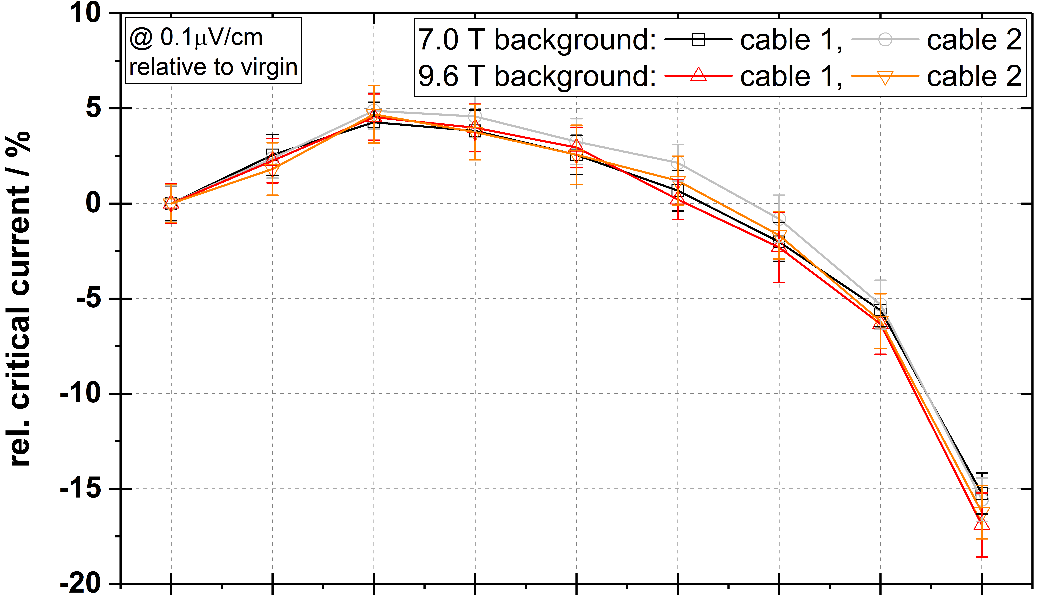 10
5
0
-5
-10
-15
-20
rel. critical current / %
@ 0.1μV/cm
relative to virgin
7.0 T background: cable 1, cable 2
9.6 T background: cable 1, cable 2